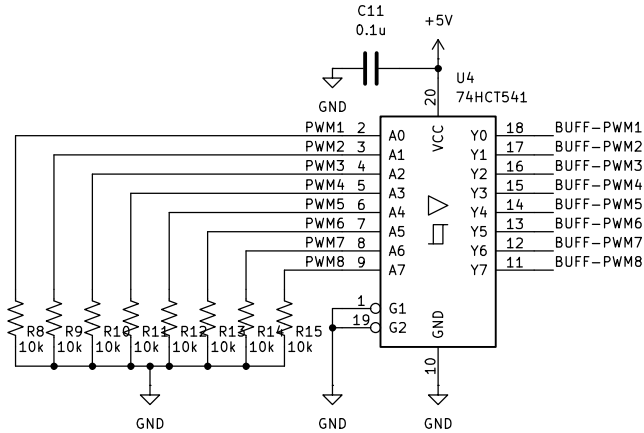 C11
0.1u
+5V
GND
U4
74HCT541
20
VCC
PWM1 2 A0 Y0 18 BUFF-PWM1
PWM2 3 A1 Y1 17 BUFF-PWM2
PWM3 4 A2 Y2 16 BUFF-PWM3
PWM4 5 A3 Y3 15 BUFF-PWM4
PWM5 6 A4 Y4 14 BUFF-PWM5
PWM6 7 A5 Y5 13 BUFF-PWM6
PWM7 8 A6 Y6 12 BUFF-PWM7
PWM8 9 A7 Y7 11 BUFF-PWM8
1 G1
19 G2
GND
10
R8 R9 R10 R11 R12 R13 R14 R15
10k 10k 10k 10k 10k 10k 10k 10k
GND GND GND